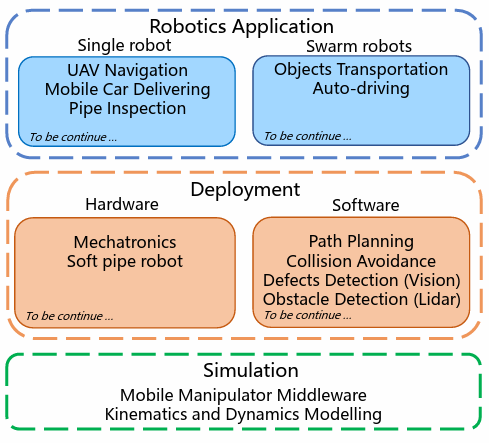 Robotics Application
Single robot
UAV Navigation
Mobile Car Delivering
Pipe Inspection
To be continue ...
Swarm robots
Objects Transportation
Auto-driving
To be continue ...
Deployment
Hardware
Mechatronics
Soft pipe robot
To be continue ...
Software
Path Planning
Collision Avoidance
Defects Detection (Vision)
Obstacle Detection (Lidar)
To be continue ...
Simulation
Mobile Manipulator Middleware
Kinematics and Dynamics Modelling